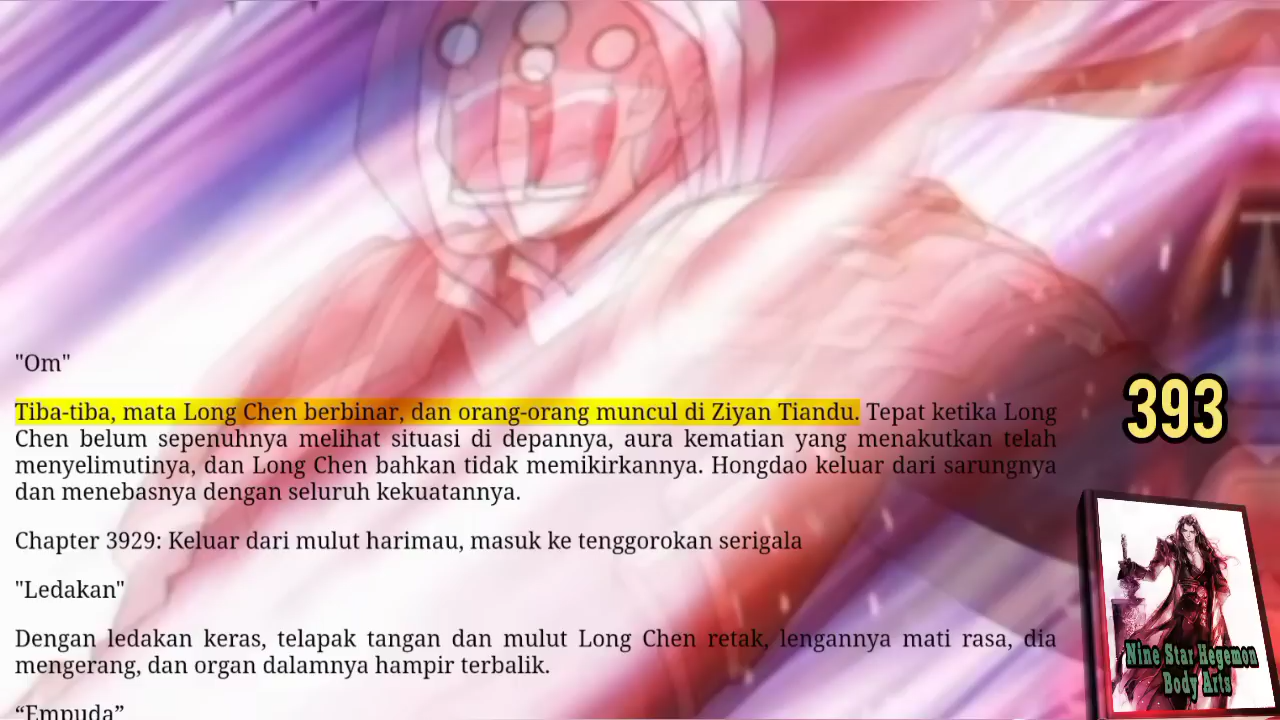 "Om"
Tiba-tiba, mata Long Chen berbinar, dan orang-orang muncul di Ziyan Tiandu. Tepat ketika Long
Chen belum sepenuhnya melihat situasi di depannya, aura kematian yang menakutkan telah
menyelimutinya, dan Long Chen bahkan tidak memikirkannya. Hongdao keluar dari sarungnya
dan menebasnya dengan seluruh kekuatannya.
Chapter 3929: Keluar dari mulut harimau, masuk ke tenggorokan serigala
"Ledakan"
Dengan ledakan keras, telapak tangan dan mulut Long Chen retak, lengannya mati rasa, dia
mengerang, dan organ dalamnya hampir terbalik.
“Empuda”
393
Nine Star Hegemon
Body Arts